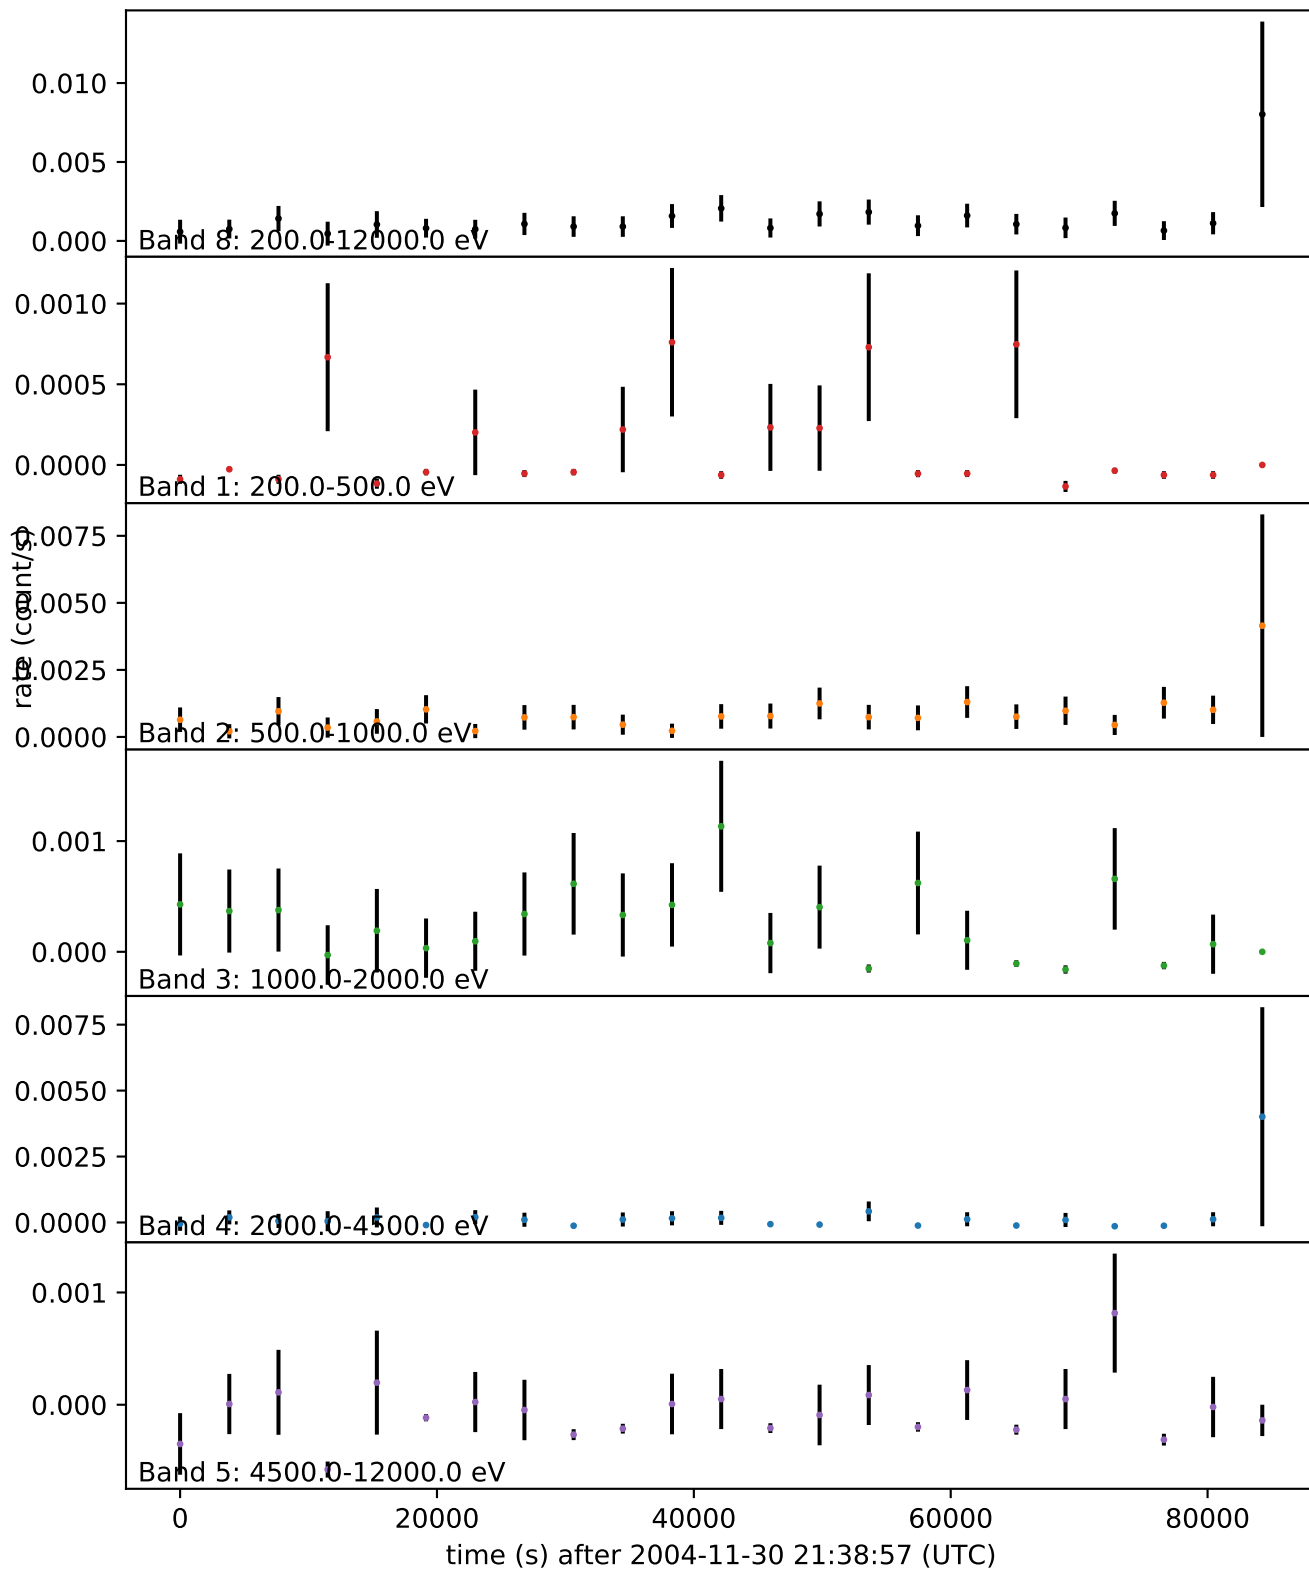 0.010
0.005
0.000
Band 8: 200.0-12000.0 eV
0.0010
0.0005
0.0000
Band 1: 200.0-500.0 eV
rate (count/s)
0.0075
0.0050
0.0025
0.0000
Band 2: 500.0-1000.0 eV
0.001
0.000
Band 3: 1000.0-2000.0 eV
0.0075
0.0050
0.0025
0.0000
Band 4: 2000.0-4500.0 eV
0.001
0.000
Band 5: 4500.0-12000.0 eV
0 20000 40000 60000 80000
time (s) after 2004-11-30 21:38:57 (UTC)